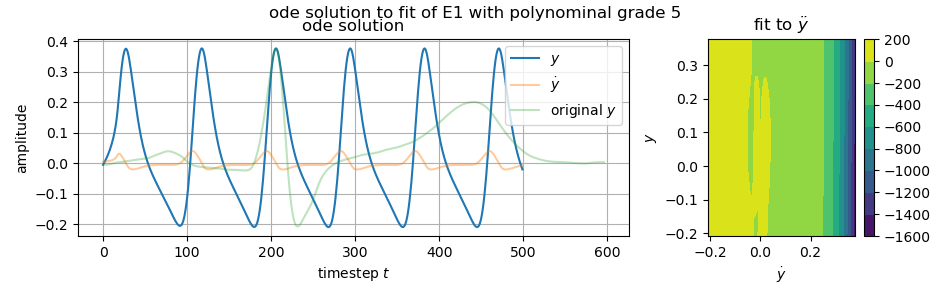 ode solution to fit of E1 with polynominal grade 5
ode solution
amplitude
0.4
0.3
0.2
0.1
0.0
−0.1
−0.2
0 100 200 300 400 500 600
timestep t
y
ẏ
original y
fit to ÿ
y
0.3
0.2
0.1
0.0
−0.1
−0.2
−0.2 0.0 0.2
ẏ
200
0
−200
−400
−600
−800
−1000
−1200
−1400
−1600